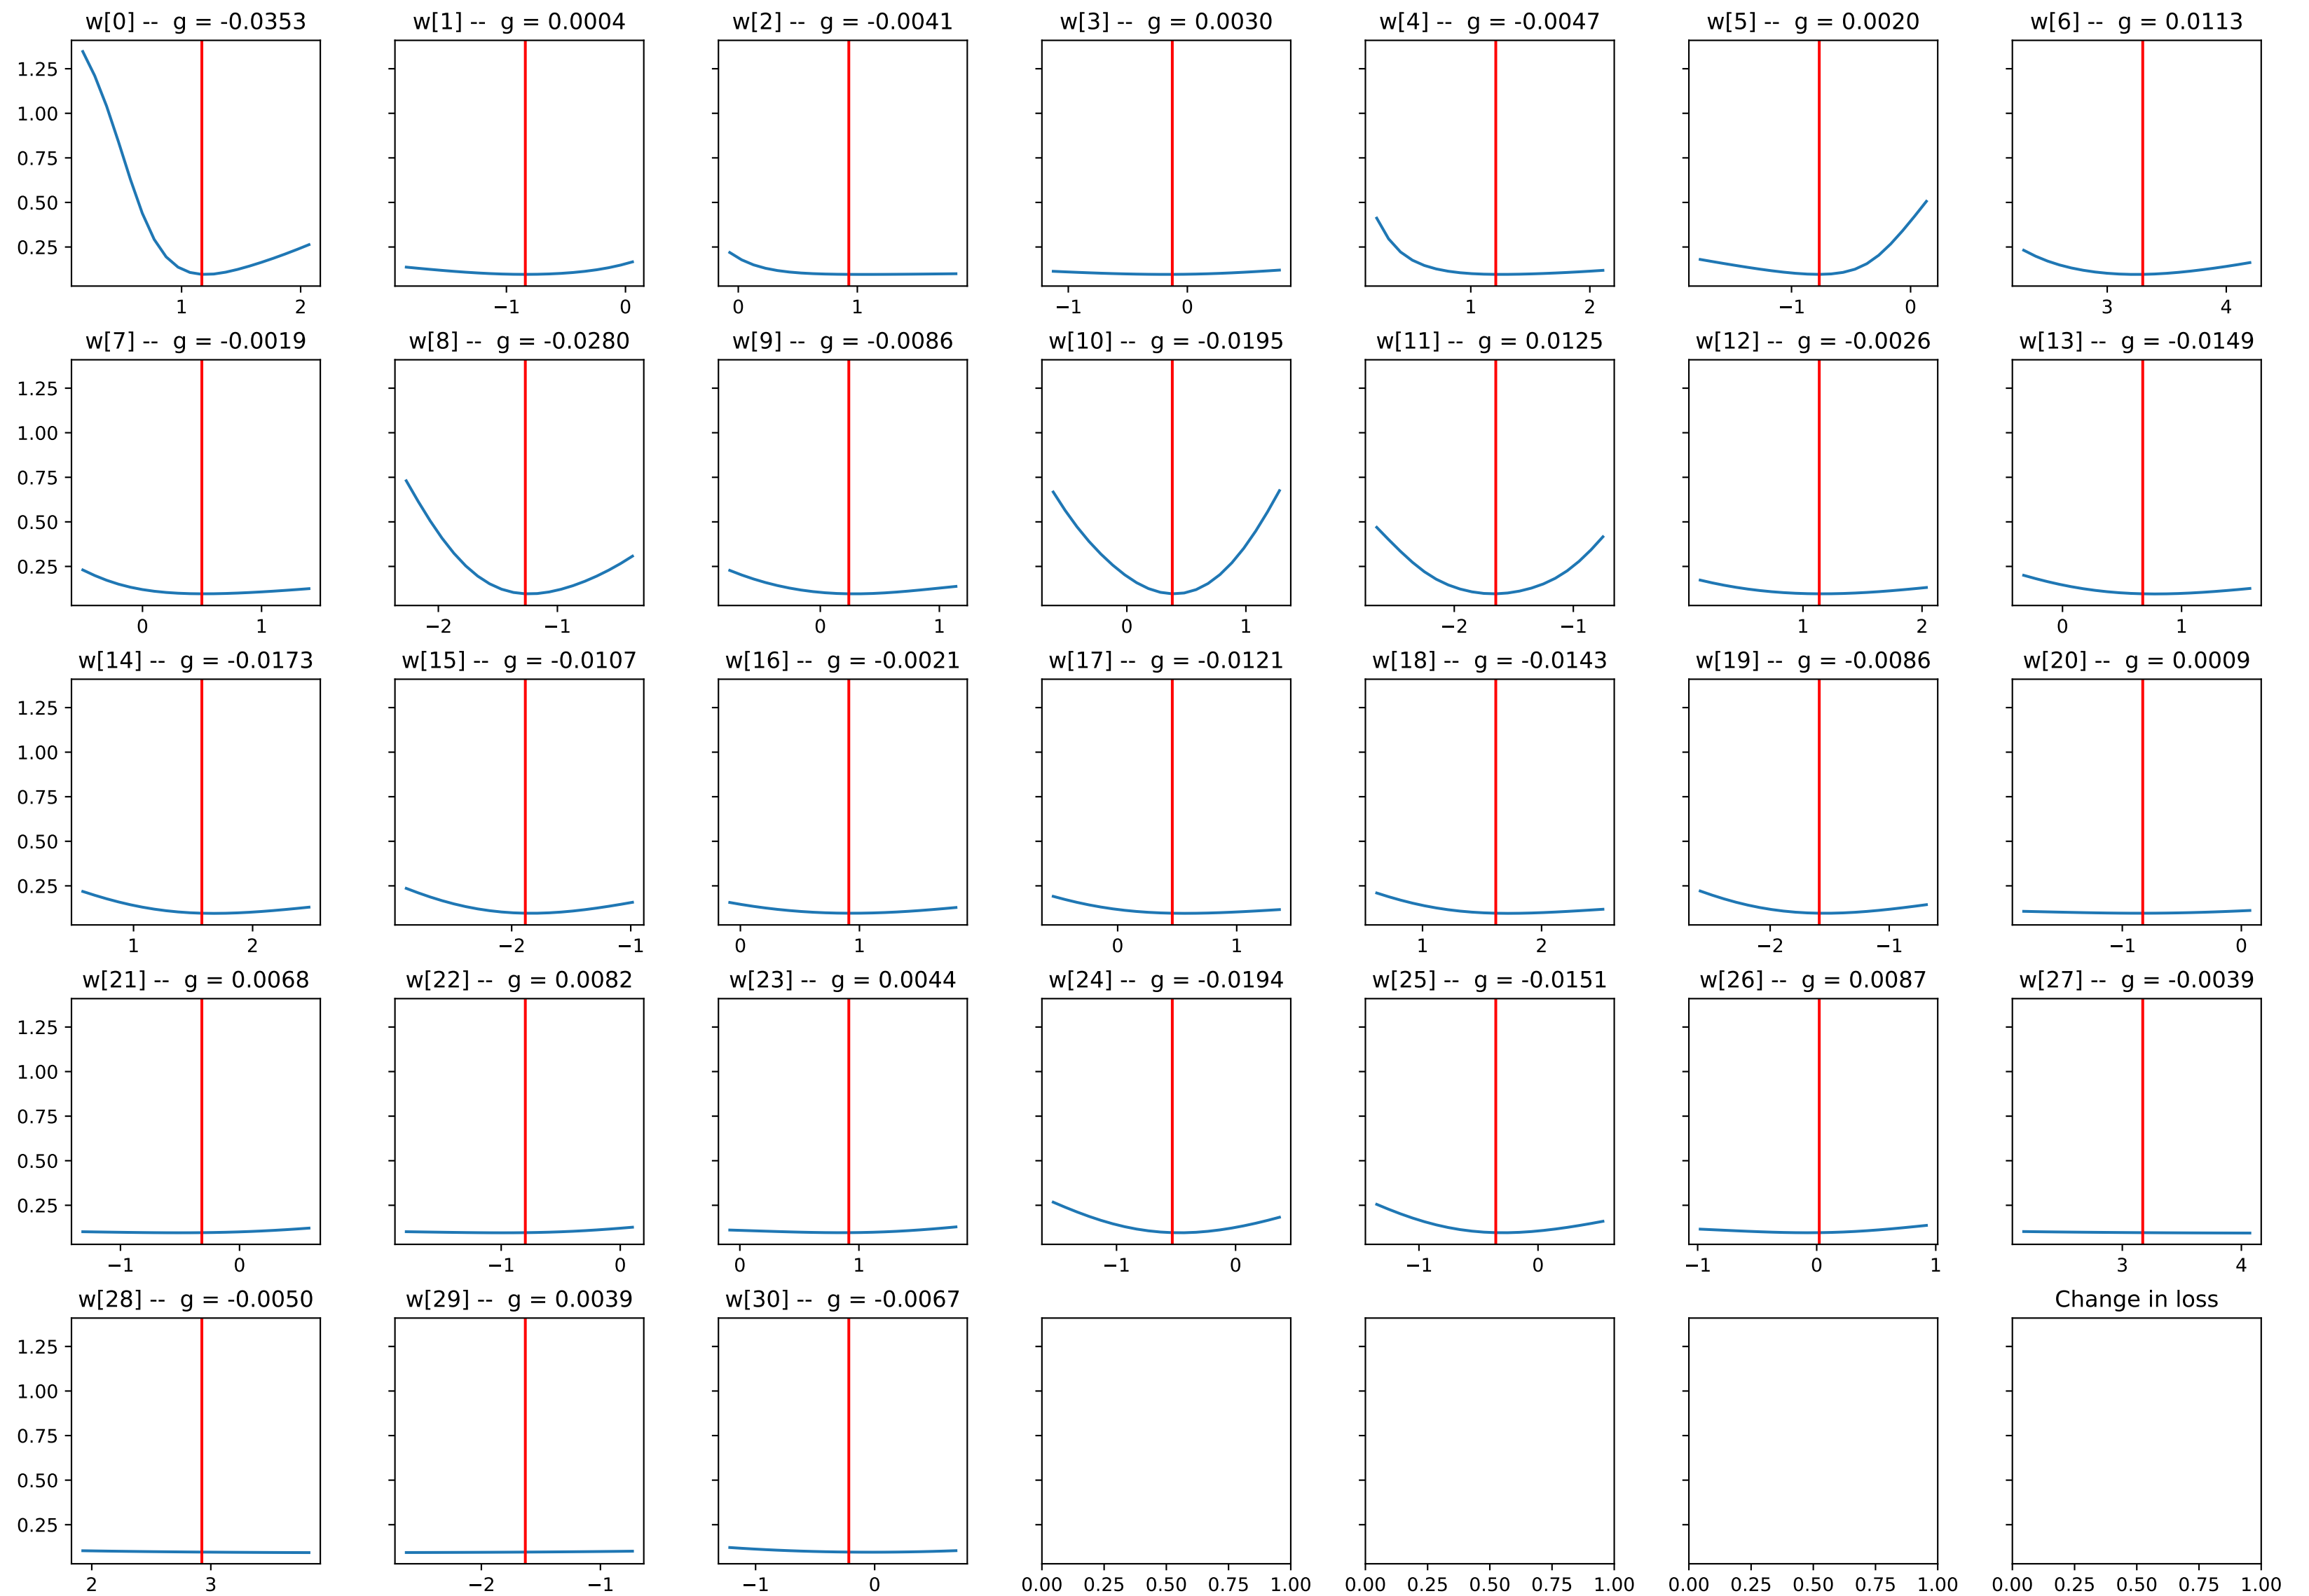 w[0] --  g = -0.0353 w[1] --  g = 0.0004 w[2] --  g = -0.0041 w[3] --  g = 0.0030 w[4] --  g = -0.0047 w[5] --  g = 0.0020 w[6] --  g = 0.0113
1.25
1.00
0.75
0.50
0.25
1 2 −1 0 0 1 −1 0 1 2 −1 0 3 4
w[7] --  g = -0.0019 w[8] --  g = -0.0280 w[9] --  g = -0.0086 w[10] --  g = -0.0195 w[11] --  g = 0.0125 w[12] --  g = -0.0026 w[13] --  g = -0.0149
1.25
1.00
0.75
0.50
0.25
0 1 −2 −1 0 1 0 1 −2 −1 1 2 0 1
w[14] --  g = -0.0173 w[15] --  g = -0.0107 w[16] --  g = -0.0021 w[17] --  g = -0.0121 w[18] --  g = -0.0143 w[19] --  g = -0.0086 w[20] --  g = 0.0009
1.25
1.00
0.75
0.50
0.25
1 2 −2 −1 0 1 0 1 1 2 −2 −1 −1 0
w[21] --  g = 0.0068 w[22] --  g = 0.0082 w[23] --  g = 0.0044 w[24] --  g = -0.0194 w[25] --  g = -0.0151 w[26] --  g = 0.0087 w[27] --  g = -0.0039
1.25
1.00
0.75
0.50
0.25
−1 0 −1 0 0 1 −1 0 −1 0 −1 0 1 3 4
w[28] --  g = -0.0050 w[29] --  g = 0.0039 w[30] --  g = -0.0067 Change in loss
1.25
1.00
0.75
0.50
0.25
2 3 −2 −1 −1 0 0.00 0.25 0.50 0.75 1.00 0.00 0.25 0.50 0.75 1.00 0.00 0.25 0.50 0.75 1.00 0.00 0.25 0.50 0.75 1.00